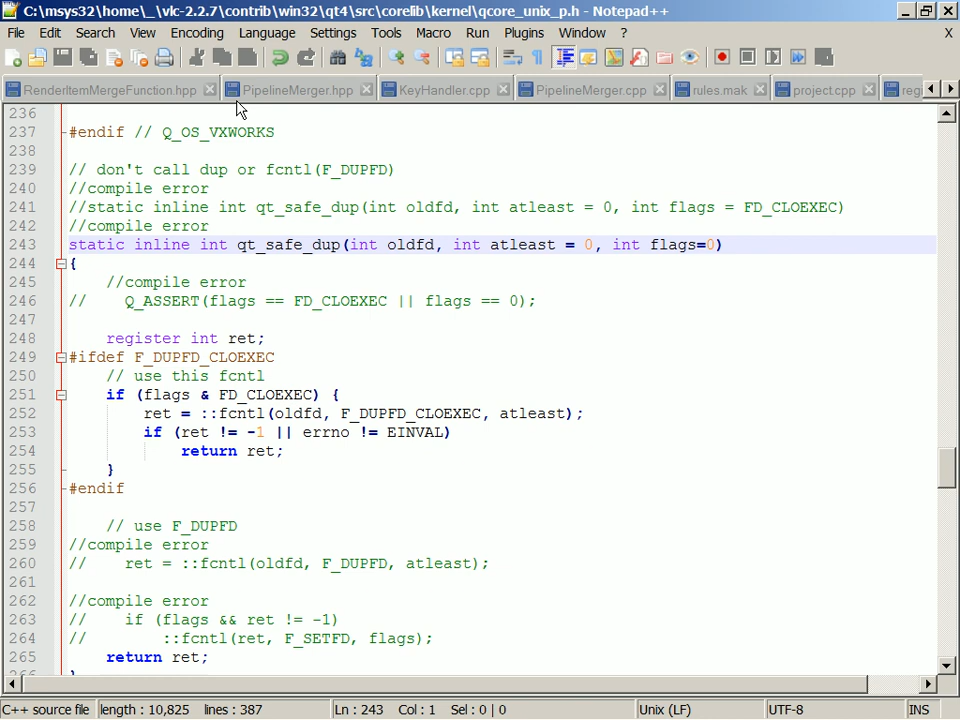 C:\msys32\home\_\vlc-2.2.7\contrib\win32\qt4\src\corelib\kernel\qcore_unix_p.h - Notepad++
File Edit Search View Encoding Language Settings Tools Macro Run Plugins Window ? X
RenderItemMergeFunction.hpp PipelineMerger.hpp KeyHandler.cpp PipelineMerger.cpp rules.mak project.cpp
236
237 #endif // Q_OS_VXWORKS
238
239 // don't call dup or fcntl(F_DUPFD)
240 //compile error
241 //static inline int qt_safe_dup(int oldfd, int atleast = 0, int flags = FD_CLOEXEC)
242 //compile error
243 static inline int qt_safe_dup(int oldfd, int atleast = 0, int flags=0)
244 {
245 //compile error
246 // Q_ASSERT(flags == FD_CLOEXEC || flags == 0);
247
248 register int ret;
249 #ifdef F_DUPFD_CLOEXEC
250 // use this fcntl
251 if (flags & FD_CLOEXEC) {
252 ret = ::fcntl(oldfd, F_DUPFD_CLOEXEC, atleast);
253 if (ret != -1 || errno != EINVAL)
254 return ret;
255 }
256 #endif
257
258 // use F_DUPFD
259 //compile error
260 // ret = ::fcntl(oldfd, F_DUPFD, atleast);
261
262 //compile error
263 // if (flags && ret != -1)
264 // ::fcntl(ret, F_SETFD, flags);
265 return ret;
C++ source file length : 10,825 lines : 387 Ln : 243 Col : 1 Sel : 0 | 0 Unix (LF) UTF-8 INS